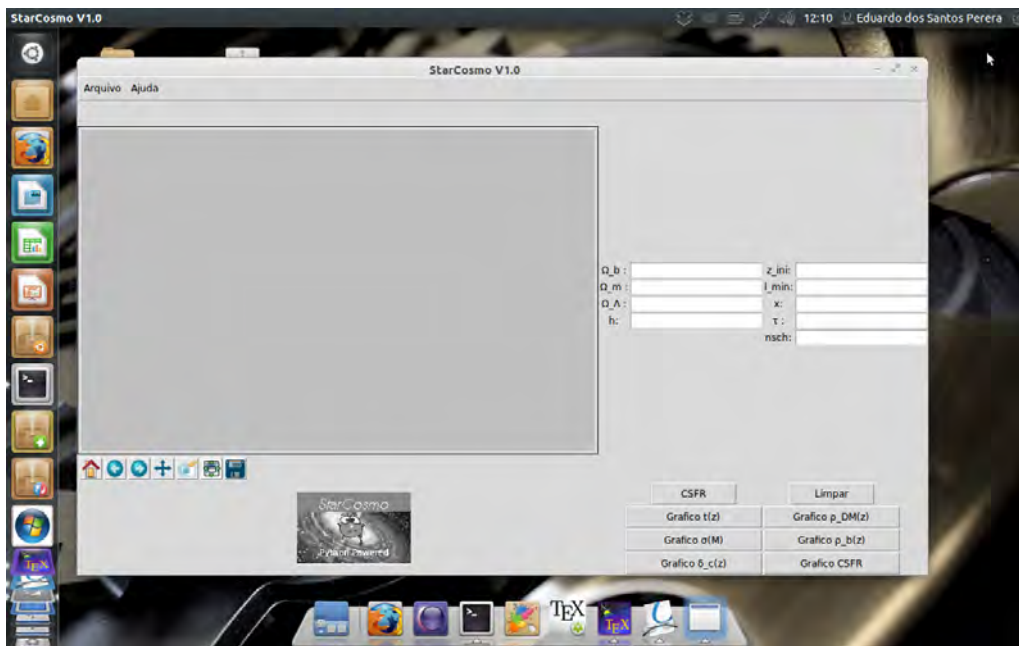 StarCosmo V1.0
12:10 Eduardo dos Santos Perera
StarCosmo V1.0
Arquivo Ajuda
Ω_b :
z_ini:
Ω_m :
l_min:
Ω_Λ :
x:
h:
τ :
nsch:
StarCosmo
Python Powered
CSFR
Limpar
Grafico t(z)
Grafico ρ_DM(z)
Grafico σ(M)
Grafico ρ_b(z)
Grafico δ_c(z)
Grafico CSFR
TEX
TEX
TEX